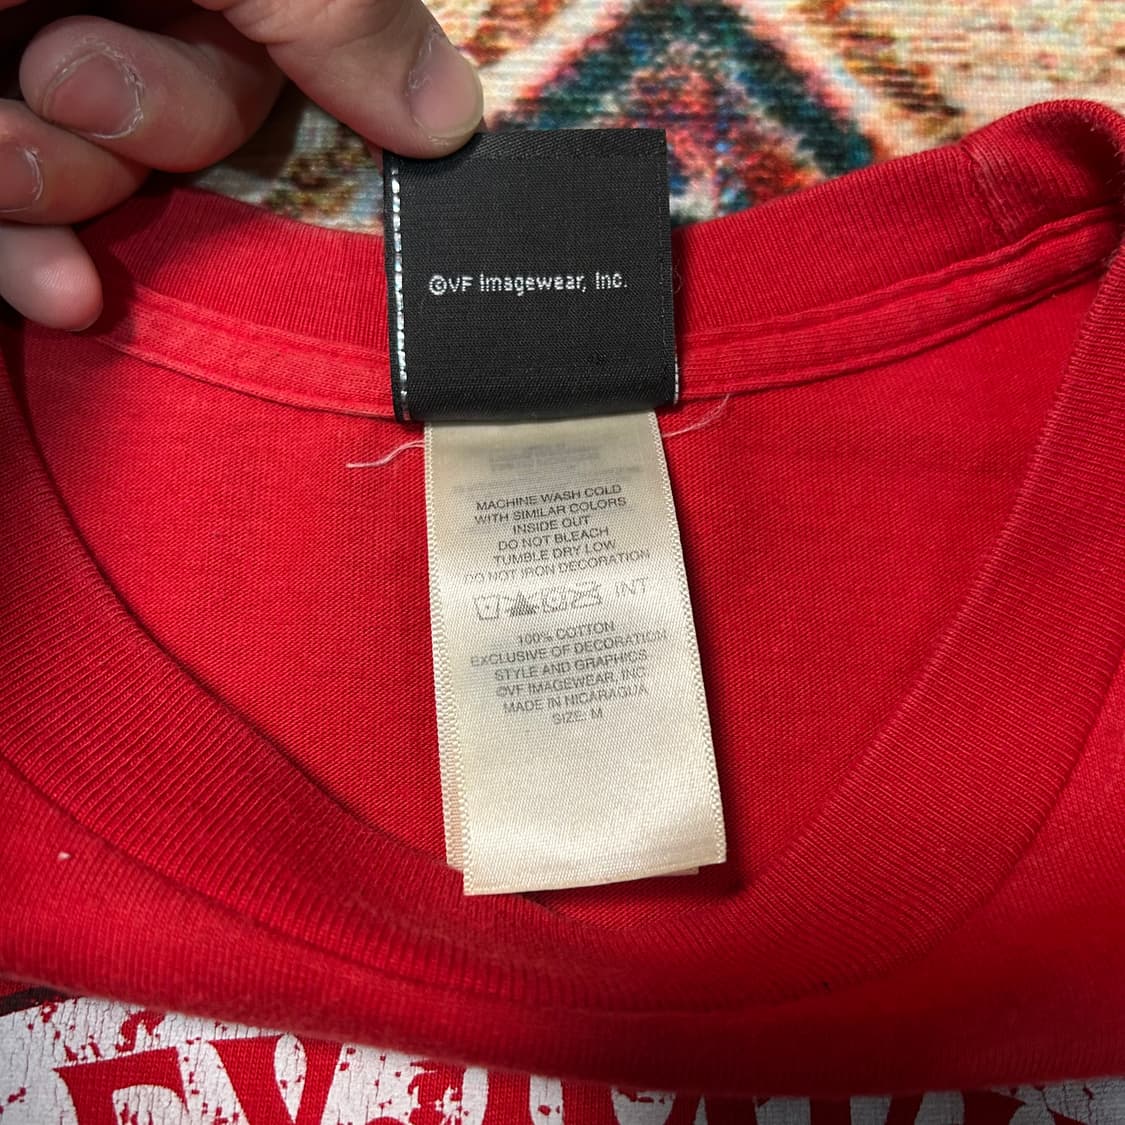 ©VF Imagewear, Inc.
MACHINE WASH COLD
WITH SIMILAR COLORS
INSIDE OUT
DO NOT BLEACH
TUMBLE DRY LOW
DO NOT IRON DECORATION
INT
100% COTTON
EXCLUSIVE OF DECORATION
STYLE AND GRAPHICS
©VF IMAGEWEAR, INC
MADE IN NICARAGUA
SIZE: M